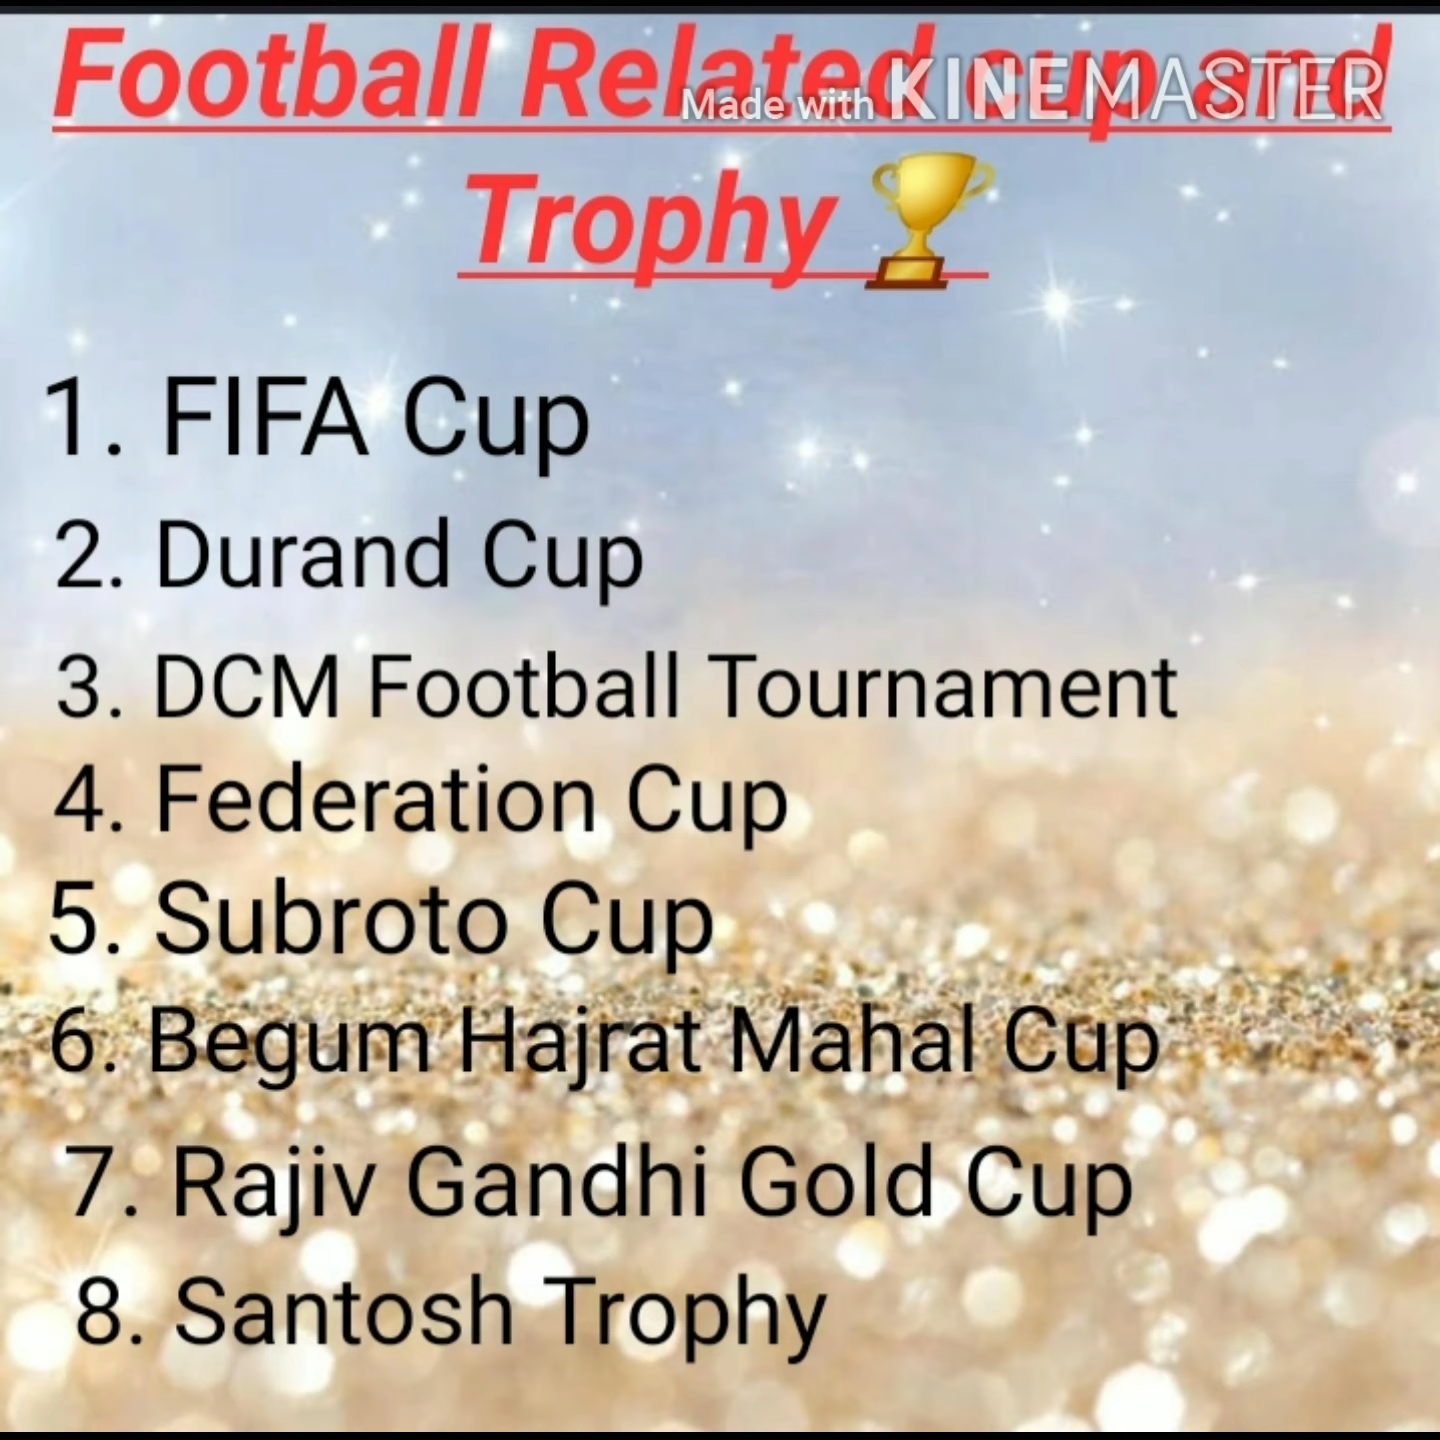 Football Related cup and
Made with KINEMASTER
Trophy 🏆
1. FIFA Cup
2. Durand Cup
3. DCM Football Tournament
4. Federation Cup
5. Subroto Cup
6. Begum Hajrat Mahal Cup
7. Rajiv Gandhi Gold Cup
8. Santosh Trophy